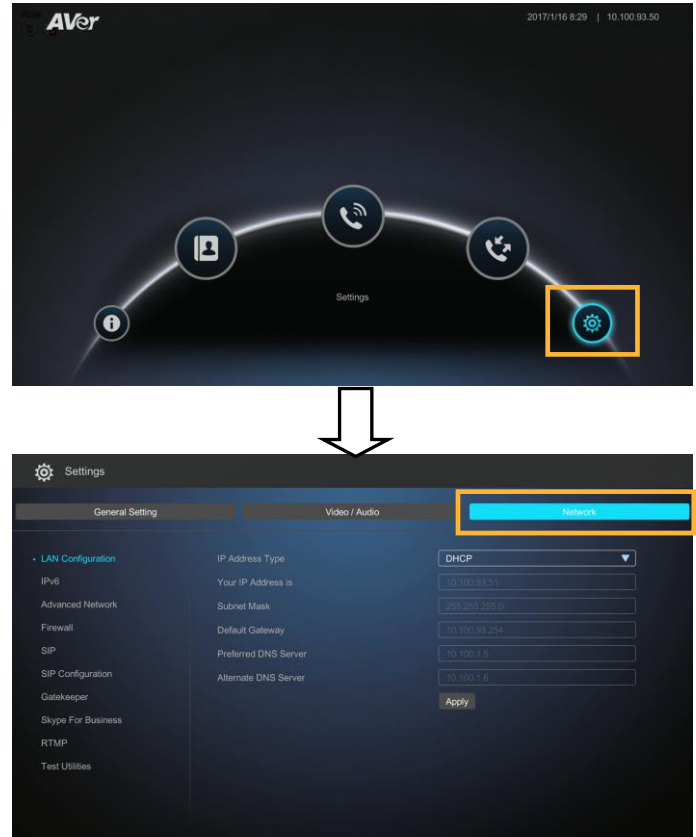 AVer
2017/1/16 8:29 | 10.100.93.50
Settings
Settings
General Setting
Video / Audio
Network
LAN Configuration
IP Address Type
DHCP
IPv6
Your IP Address is
10.100.93.51
Advanced Network
Subnet Mask
255.255.255.0
Firewall
Default Gateway
10.100.93.254
SIP
Preferred DNS Server
10.100.1.5
SIP Configuration
Alternate DNS Server
10.100.1.6
Gatekeeper
Apply
Skype For Business
RTMP
Test Utilities